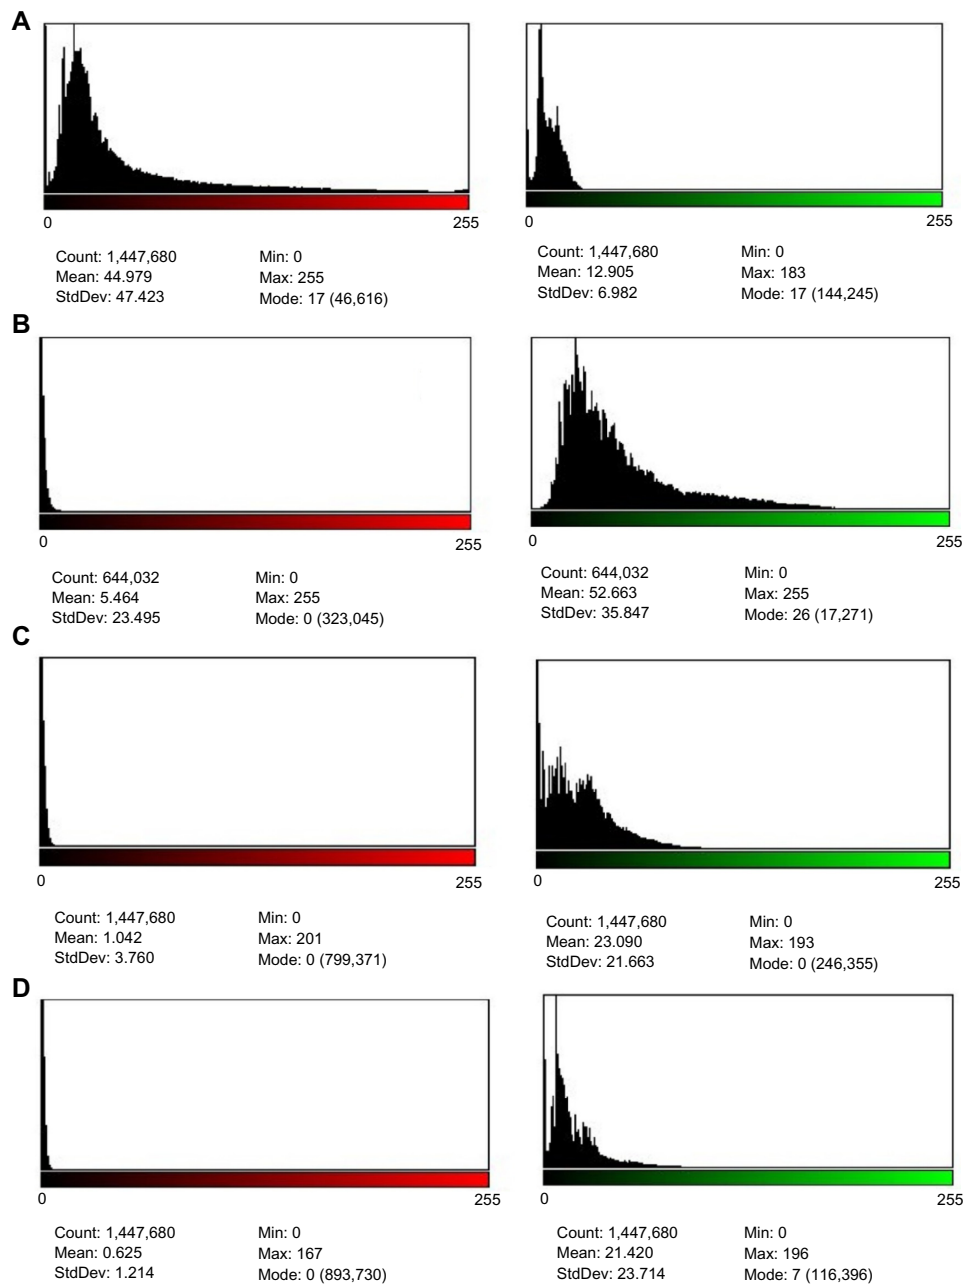 A
0 255
0 255
Count: 1,447,680 Min: 0
Mean: 44.979 Max: 255
StdDev: 47.423 Mode: 17 (46,616)
Count: 1,447,680 Min: 0
Mean: 12.905 Max: 183
StdDev: 6.982 Mode: 17 (144,245)
B
0 255
0 255
Count: 644,032 Min: 0
Mean: 5.464 Max: 255
StdDev: 23.495 Mode: 0 (323,045)
Count: 644,032 Min: 0
Mean: 52.663 Max: 255
StdDev: 35.847 Mode: 26 (17,271)
C
0 255
0 255
Count: 1,447,680 Min: 0
Mean: 1.042 Max: 201
StdDev: 3.760 Mode: 0 (799,371)
Count: 1,447,680 Min: 0
Mean: 23.090 Max: 193
StdDev: 21.663 Mode: 0 (246,355)
D
0 255
0 255
Count: 1,447,680 Min: 0
Mean: 0.625 Max: 167
StdDev: 1.214 Mode: 0 (893,730)
Count: 1,447,680 Min: 0
Mean: 21.420 Max: 196
StdDev: 23.714 Mode: 7 (116,396)